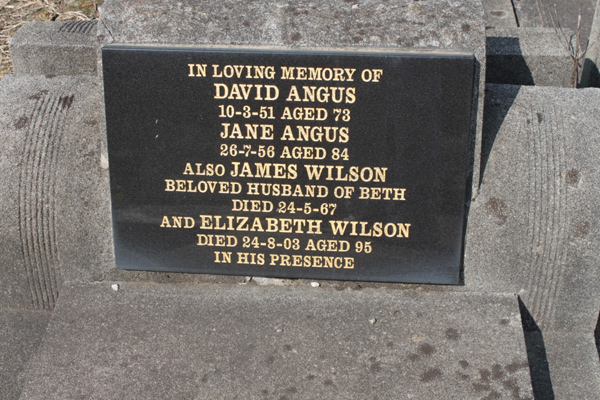 IN LOVING MEMORY OF
DAVID ANGUS
10-3-51 AGED 73
JANE ANGUS
26-7-56 AGED 84
ALSO JAMES WILSON
BELOVED HUSBAND OF BETH
DIED 24-5-67
AND ELIZABETH WILSON
DIED 24-8-03 AGED 95
IN HIS PRESENCE